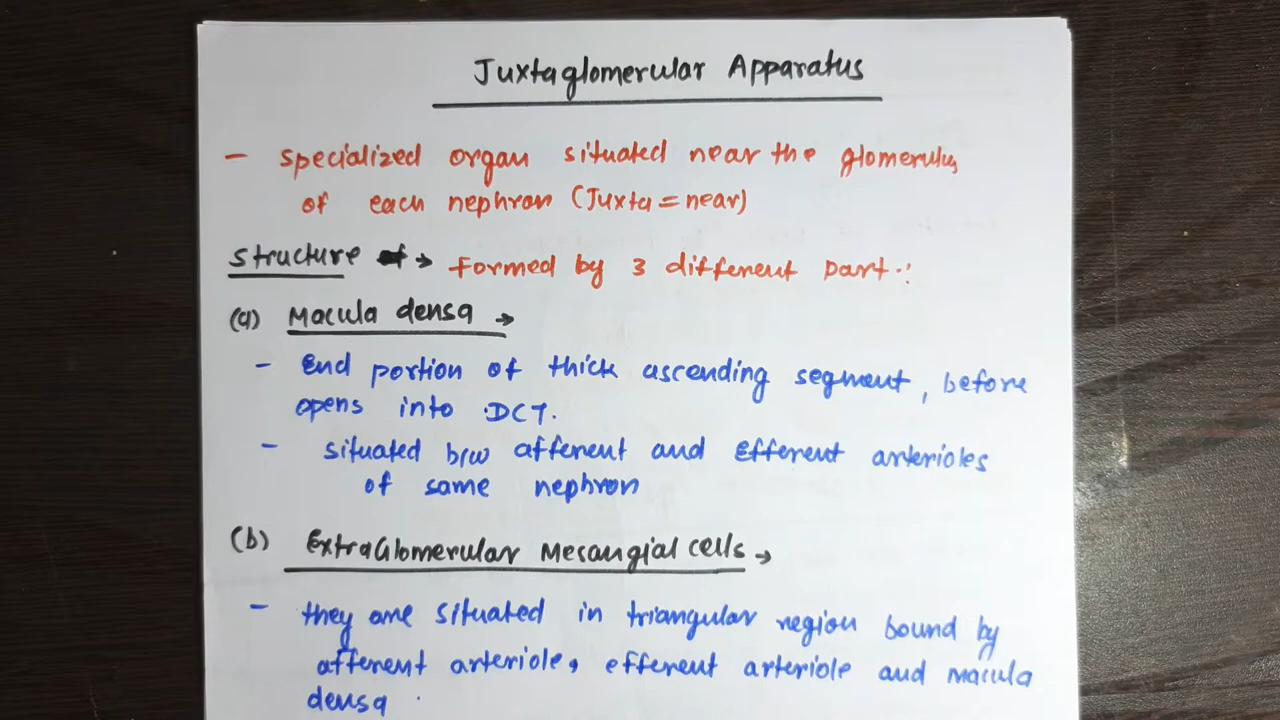 Juxtaglomerular Apparatus
- specialized organ situated near the glomerulus
of each nephron (Juxta = near)
Structure → formed by 3 different part :
(a) Macula densa →
- End portion of thick ascending segment, before
opens into DCT.
- situated b/w afferent and Efferent arterioles
of same nephron
(b) ExtraGlomerular Mesangial cells →
- they are situated in triangular region bound by
afferent arteriole, efferent arteriole and macula
densa.